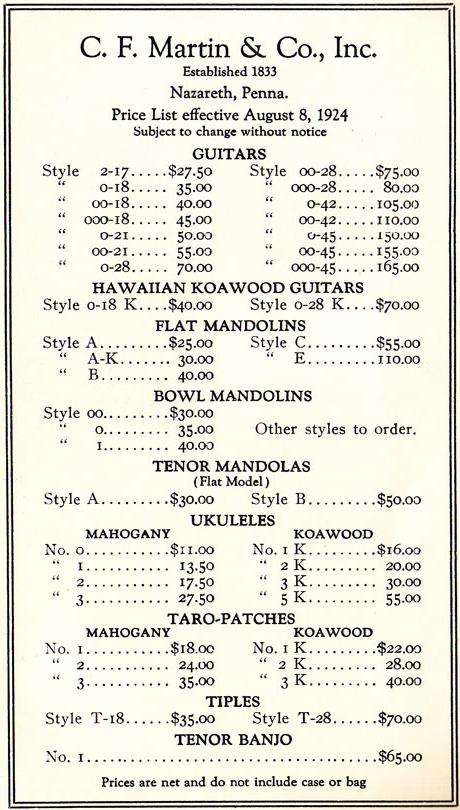 C. F. Martin & Co., Inc.
Established 1833
Nazareth, Penna.
Price List effective August 8, 1924
Subject to change without notice
GUITARS
Style 2-17.....$27.50 Style 00-28.....$75.00
“ 0-18..... 35.00 “ 000-28..... 80.00
“ 00-18..... 40.00 “ 0-42.....105.00
“ 000-18..... 45.00 “ 00-42.....110.00
“ 0-21..... 50.00 “ 0-45.....150.00
“ 00-21..... 55.00 “ 00-45.....155.00
“ 0-28..... 70.00 “ 000-45.....165.00
HAWAIIAN KOAWOOD GUITARS
Style 0-18 K....$40.00 Style 0-28 K....$70.00
FLAT MANDOLINS
Style A.........$25.00 Style C.........$55.00
“ A-K....... 30.00 “ E.........110.00
“ B......... 40.00
BOWL MANDOLINS
Style 00.........$30.00
“ 0......... 35.00 Other styles to order.
“ 1......... 40.00
TENOR MANDOLAS
(Flat Model)
Style A.........$30.00 Style B.........$50.00
UKULELES
MAHOGANY KOAWOOD
No. 0...........$11.00 No. 1 K.........$16.00
“ 1........... 13.50 “ 2 K......... 20.00
“ 2........... 17.50 “ 3 K......... 30.00
“ 3........... 27.50 “ 5 K......... 55.00
TARO-PATCHES
MAHOGANY KOAWOOD
No. 1...........$18.00 No. 1 K.........$22.00
“ 2........... 24.00 “ 2 K......... 28.00
“ 3........... 35.00 “ 3 K......... 40.00
TIPLES
Style T-18......$35.00 Style T-28......$70.00
TENOR BANJO
No. 1......................................$65.00
Prices are net and do not include case or bag